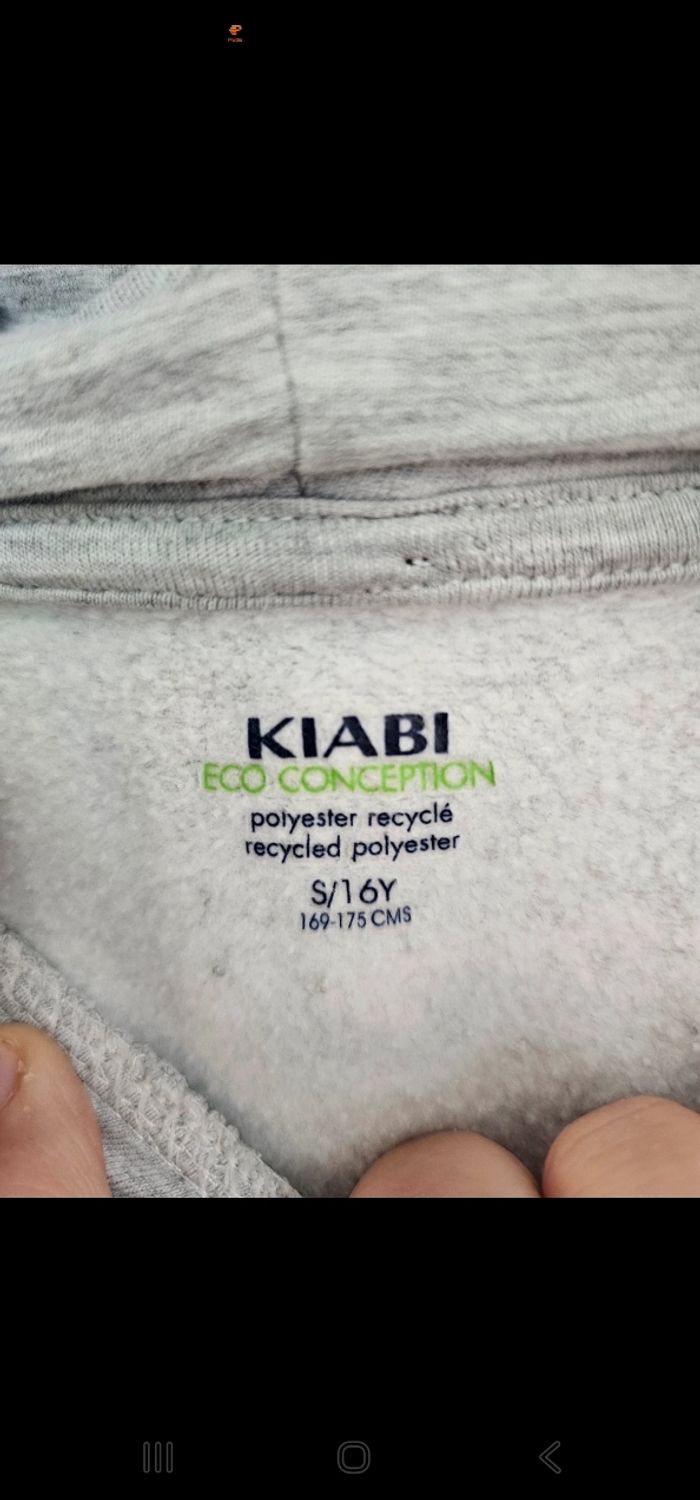 KIABI
ECO CONCEPTION
polyester recyclé
recycled polyester
S/16Y
169-175 CMS